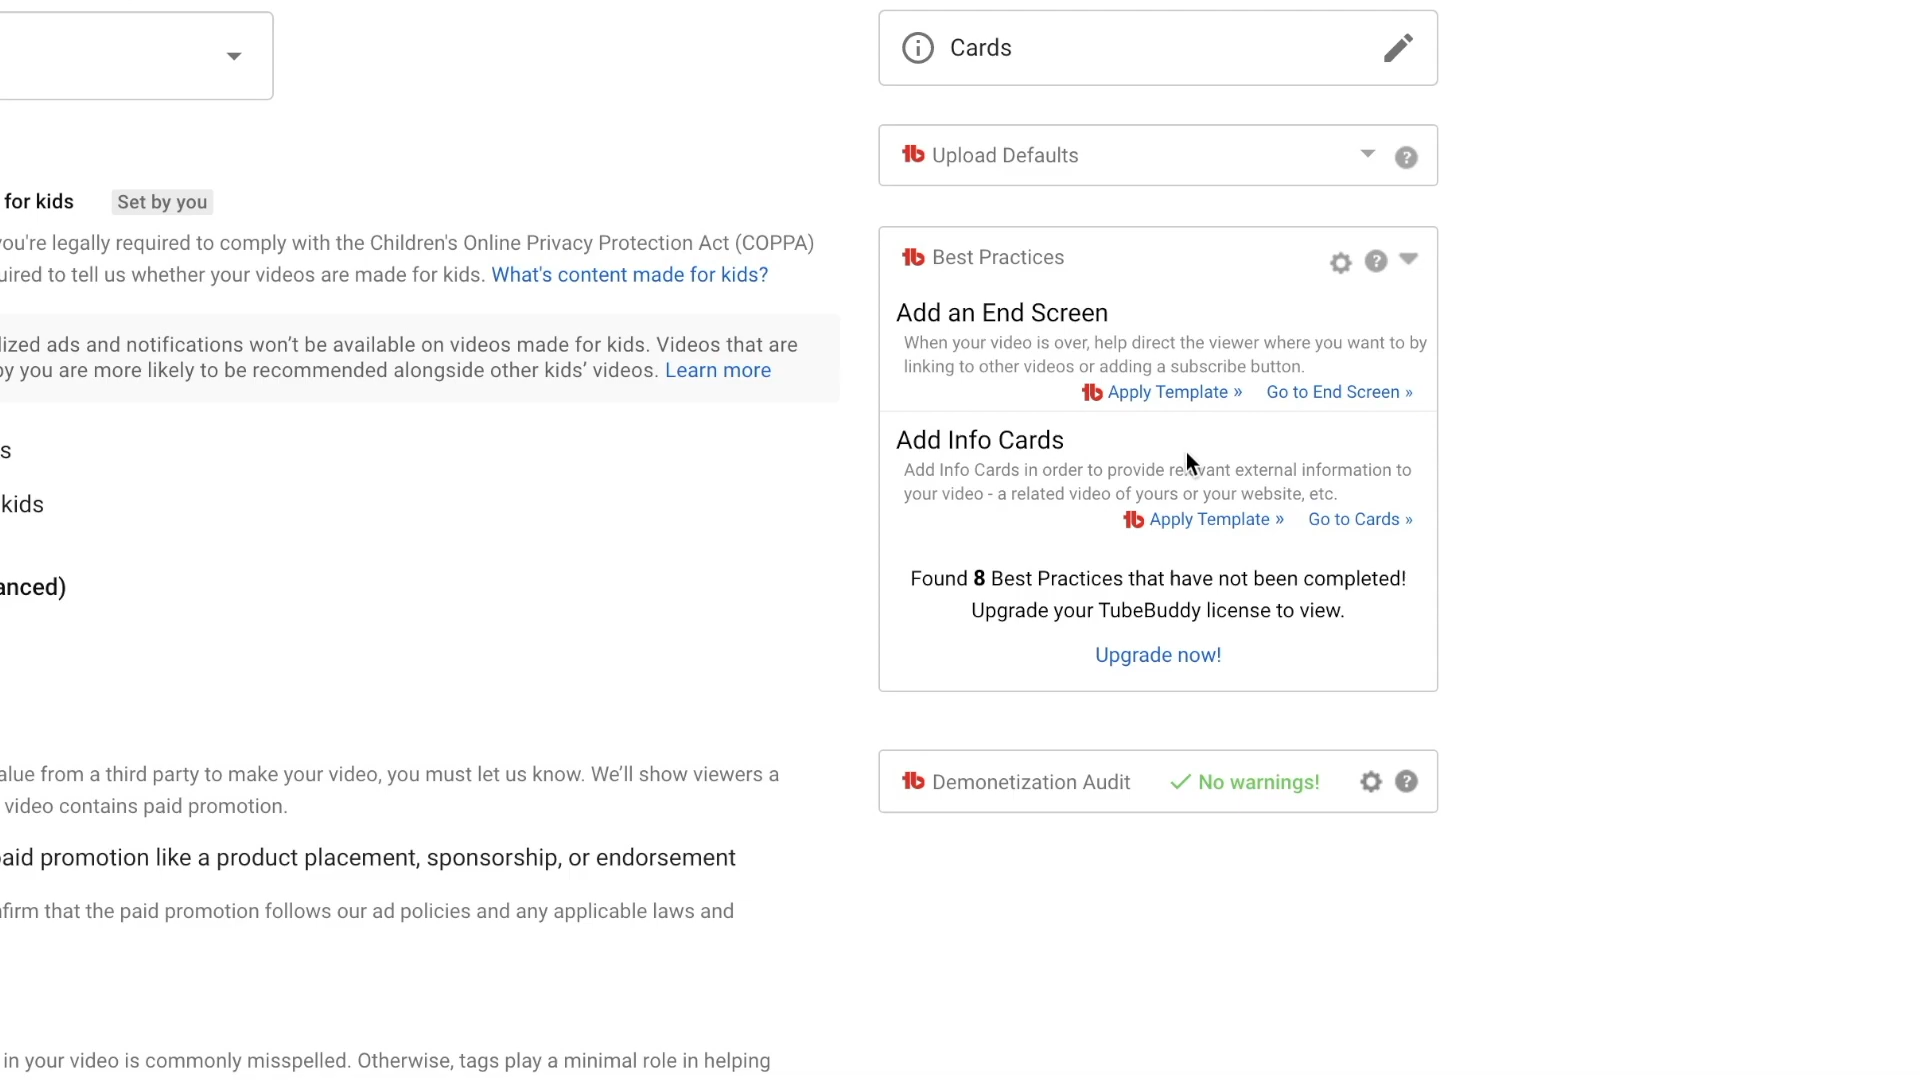 for kids Set by you
you're legally required to comply with the Children's Online Privacy Protection Act (COPPA)
uired to tell us whether your videos are made for kids. What's content made for kids?
lized ads and notifications won't be available on videos made for kids. Videos that are
by you are more likely to be recommended alongside other kids' videos. Learn more
s
kids
anced)
alue from a third party to make your video, you must let us know. We'll show viewers a
video contains paid promotion.
paid promotion like a product placement, sponsorship, or endorsement
nfirm that the paid promotion follows our ad policies and any applicable laws and
in your video is commonly misspelled. Otherwise, tags play a minimal role in helping
Cards
Upload Defaults
Best Practices
Add an End Screen
When your video is over, help direct the viewer where you want to by
linking to other videos or adding a subscribe button.
Apply Template » Go to End Screen »
Add Info Cards
Add Info Cards in order to provide relevant external information to
your video - a related video of yours or your website, etc.
Apply Template » Go to Cards »
Found 8 Best Practices that have not been completed!
Upgrade your TubeBuddy license to view.
Upgrade now!
Demonetization Audit No warnings!